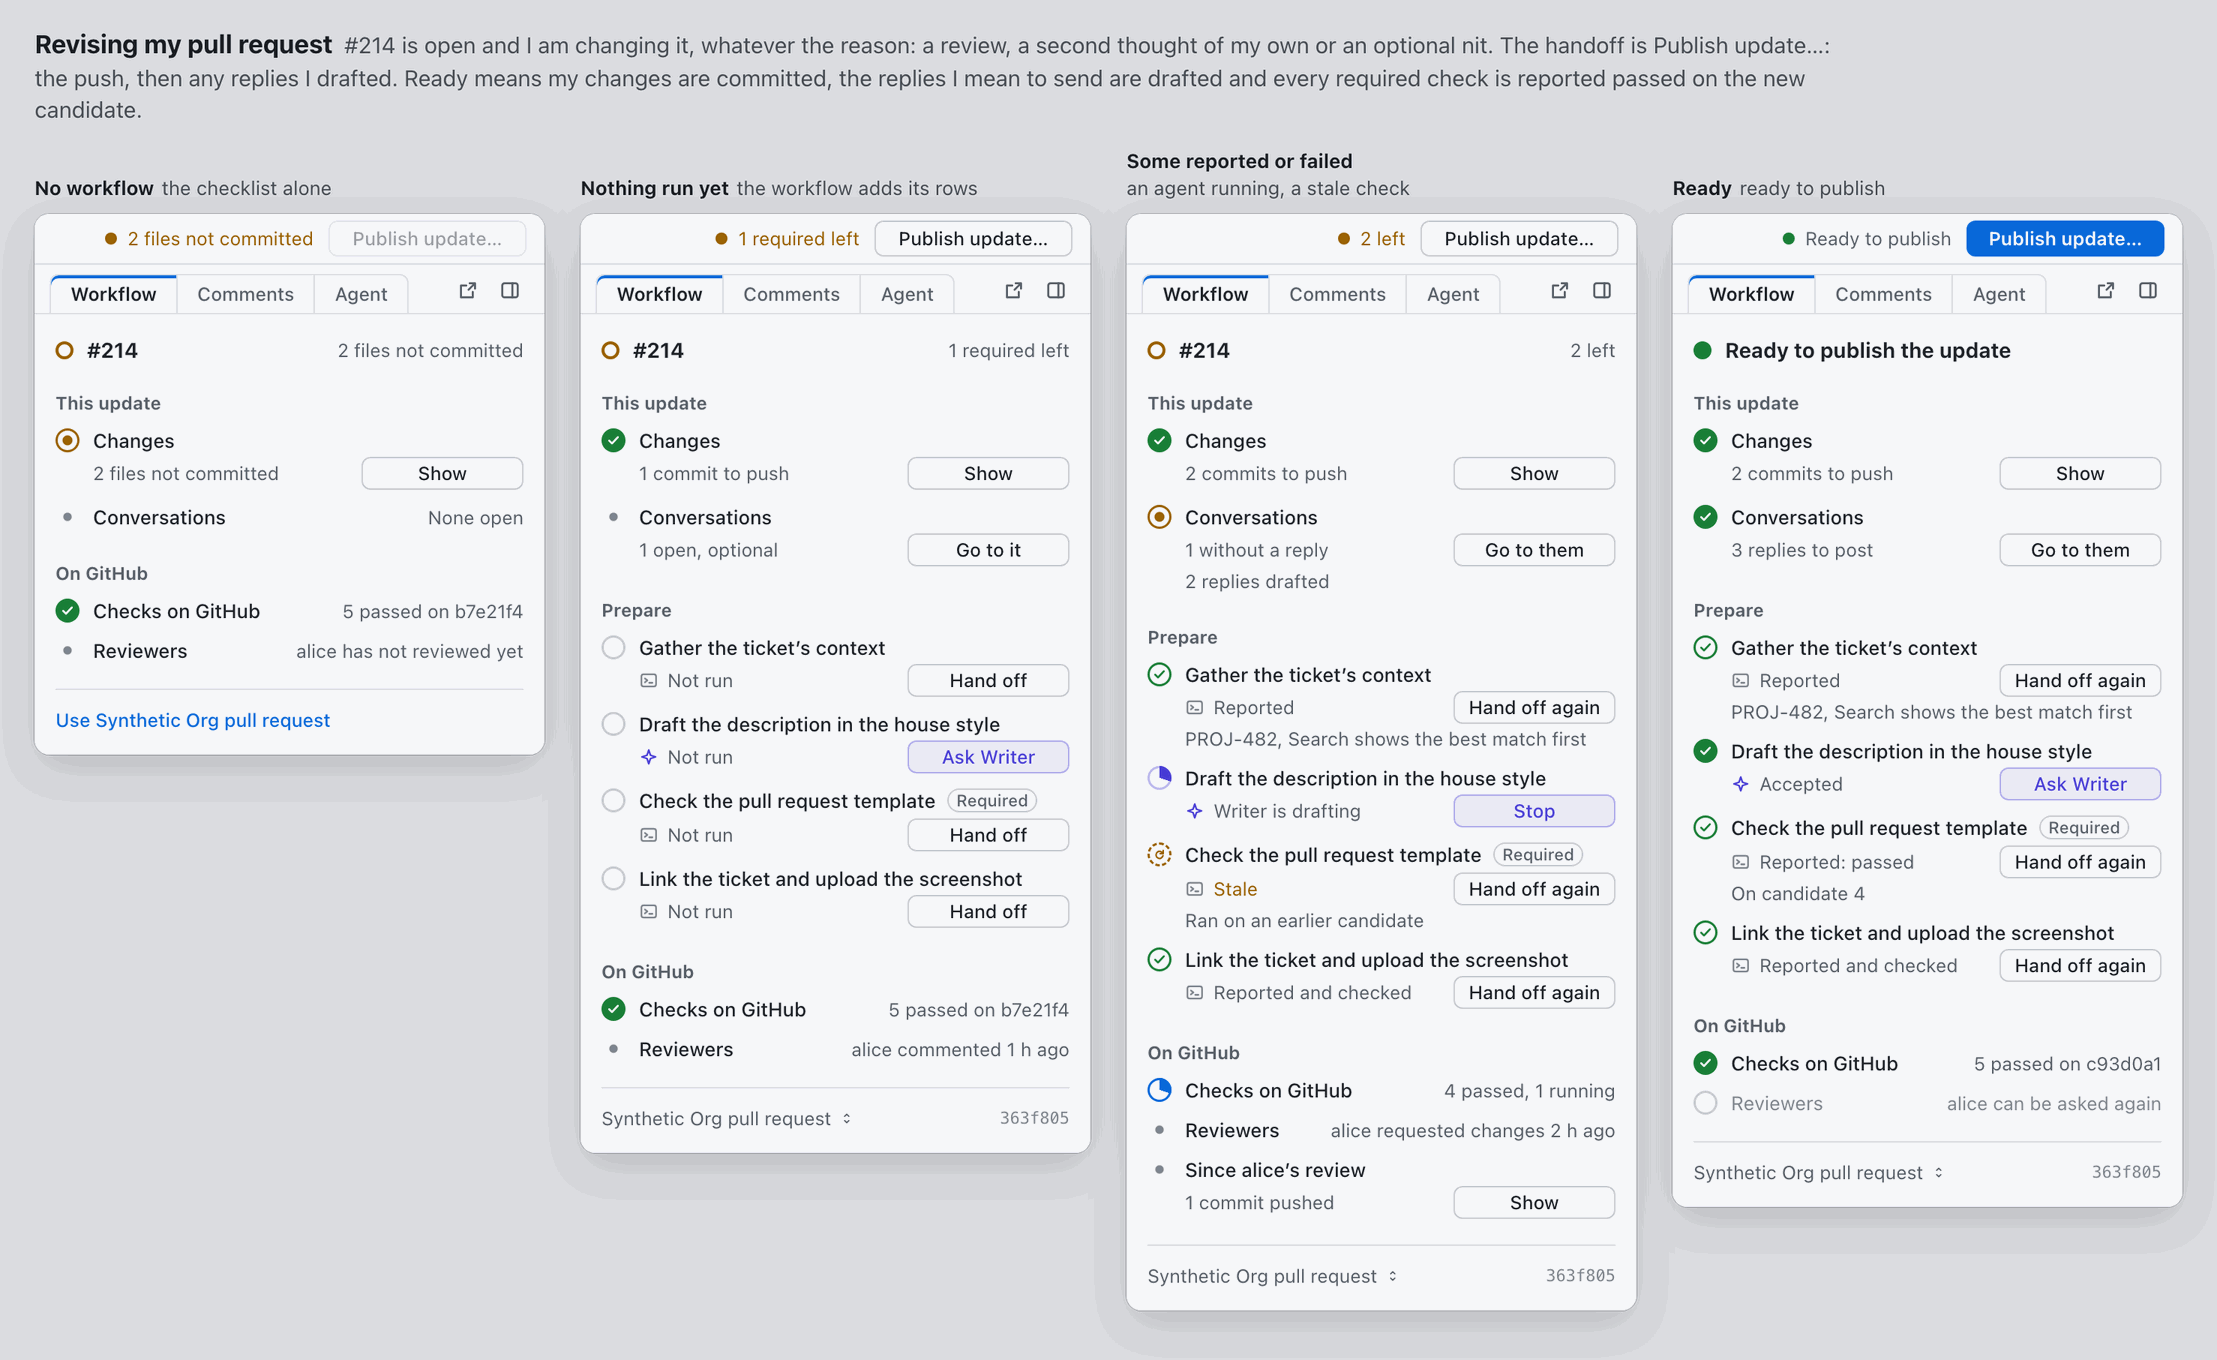 Revising my pull request #214 is open and I am changing it, whatever the reason: a review, a second thought of my own or an optional nit. The handoff is Publish update…:
the push, then any replies I drafted. Ready means my changes are committed, the replies I mean to send are drafted and every required check is reported passed on the new
candidate.
No workflow the checklist alone
2 files not committed Publish update…
Workflow Comments Agent
#214 2 files not committed
This update
Changes
2 files not committed Show
Conversations None open
On GitHub
Checks on GitHub 5 passed on b7e21f4
Reviewers alice has not reviewed yet
Use Synthetic Org pull request
Nothing run yet the workflow adds its rows
1 required left Publish update…
Workflow Comments Agent
#214 1 required left
This update
Changes
1 commit to push Show
Conversations
1 open, optional Go to it
Prepare
Gather the ticket’s context
Not run Hand off
Draft the description in the house style
Not run Ask Writer
Check the pull request template Required
Not run Hand off
Link the ticket and upload the screenshot
Not run Hand off
On GitHub
Checks on GitHub 5 passed on b7e21f4
Reviewers alice commented 1 h ago
Synthetic Org pull request 363f805
Some reported or failed
an agent running, a stale check
2 left Publish update…
Workflow Comments Agent
#214 2 left
This update
Changes
2 commits to push Show
Conversations
1 without a reply Go to them
2 replies drafted
Prepare
Gather the ticket’s context
Reported Hand off again
PROJ-482, Search shows the best match first
Draft the description in the house style
Writer is drafting Stop
Check the pull request template Required
Stale Hand off again
Ran on an earlier candidate
Link the ticket and upload the screenshot
Reported and checked Hand off again
On GitHub
Checks on GitHub 4 passed, 1 running
Reviewers alice requested changes 2 h ago
Since alice’s review
1 commit pushed Show
Synthetic Org pull request 363f805
Ready ready to publish
Ready to publish Publish update…
Workflow Comments Agent
Ready to publish the update
This update
Changes
2 commits to push Show
Conversations
3 replies to post Go to them
Prepare
Gather the ticket’s context
Reported Hand off again
PROJ-482, Search shows the best match first
Draft the description in the house style
Accepted Ask Writer
Check the pull request template Required
Reported: passed Hand off again
On candidate 4
Link the ticket and upload the screenshot
Reported and checked Hand off again
On GitHub
Checks on GitHub 5 passed on c93d0a1
Reviewers alice can be asked again
Synthetic Org pull request 363f805